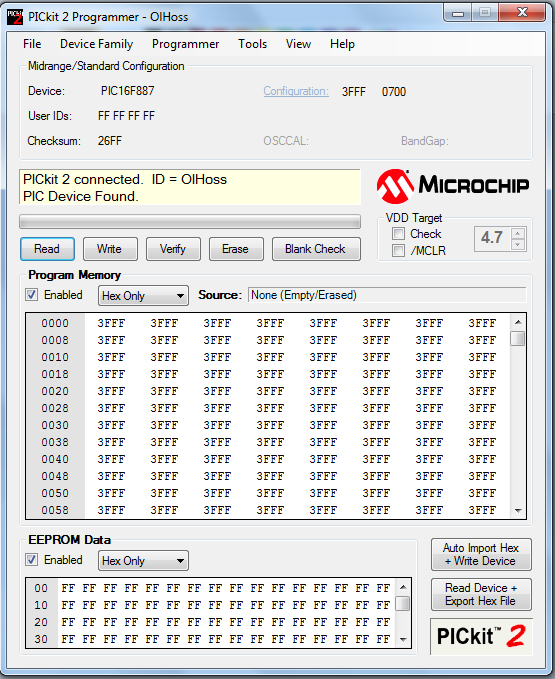 PICkit 2 Programmer - OlHoss
File Device Family Programmer Tools View Help
Midrange/Standard Configuration
Device: PIC16F887 Configuration: 3FFF 0700
User IDs: FF FF FF FF
Checksum: 26FF OSCCAL: BandGap:
PICkit 2 connected. ID = OlHoss
PIC Device Found.
MICROCHIP
VDD Target
Check
/MCLR
4.7
Read Write Verify Erase Blank Check
Program Memory
Enabled Hex Only Source: None (Empty/Erased)
0000 3FFF 3FFF 3FFF 3FFF 3FFF 3FFF 3FFF 3FFF
0008 3FFF 3FFF 3FFF 3FFF 3FFF 3FFF 3FFF 3FFF
0010 3FFF 3FFF 3FFF 3FFF 3FFF 3FFF 3FFF 3FFF
0018 3FFF 3FFF 3FFF 3FFF 3FFF 3FFF 3FFF 3FFF
0020 3FFF 3FFF 3FFF 3FFF 3FFF 3FFF 3FFF 3FFF
0028 3FFF 3FFF 3FFF 3FFF 3FFF 3FFF 3FFF 3FFF
0030 3FFF 3FFF 3FFF 3FFF 3FFF 3FFF 3FFF 3FFF
0038 3FFF 3FFF 3FFF 3FFF 3FFF 3FFF 3FFF 3FFF
0040 3FFF 3FFF 3FFF 3FFF 3FFF 3FFF 3FFF 3FFF
0048 3FFF 3FFF 3FFF 3FFF 3FFF 3FFF 3FFF 3FFF
0050 3FFF 3FFF 3FFF 3FFF 3FFF 3FFF 3FFF 3FFF
0058 3FFF 3FFF 3FFF 3FFF 3FFF 3FFF 3FFF 3FFF
EEPROM Data
Enabled Hex Only
00 FF FF FF FF FF FF FF FF FF FF FF FF FF FF FF FF
10 FF FF FF FF FF FF FF FF FF FF FF FF FF FF FF FF
20 FF FF FF FF FF FF FF FF FF FF FF FF FF FF FF FF
30 FF FF FF FF FF FF FF FF FF FF FF FF FF FF FF FF
Auto Import Hex
+ Write Device
Read Device +
Export Hex File
PICkit™ 2